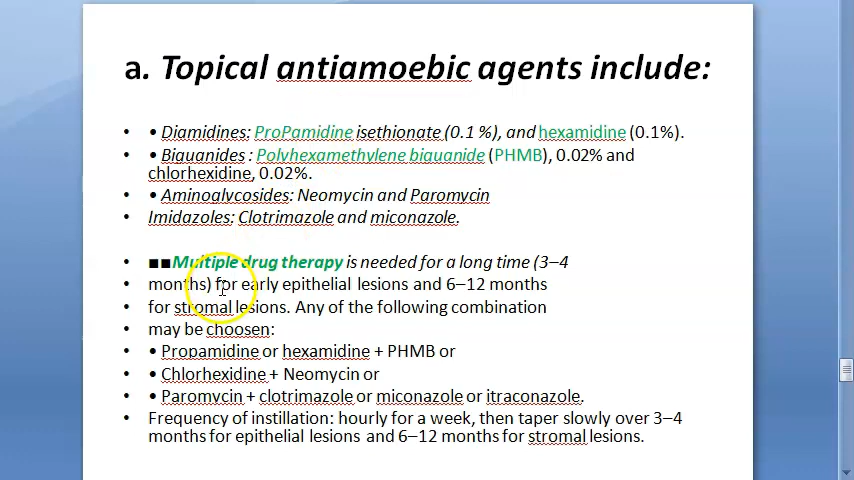 a. Topical antiamoebic agents include:
• • Diamidines: ProPamidine isethionate (0.1 %), and hexamidine (0.1%).
• • Biguanides : Polyhexamethylene biguanide (PHMB), 0.02% and
chlorhexidine, 0.02%.
• • Aminoglycosides: Neomycin and Paromycin
• Imidazoles: Clotrimazole and miconazole.
• ■■Multiple drug therapy is needed for a long time (3–4
• months) for early epithelial lesions and 6–12 months
• for stromal lesions. Any of the following combination
• may be choosen:
• • Propamidine or hexamidine + PHMB or
• • Chlorhexidine + Neomycin or
• • Paromycin + clotrimazole or miconazole or itraconazole.
• Frequency of instillation: hourly for a week, then taper slowly over 3–4
months for epithelial lesions and 6–12 months for stromal lesions.